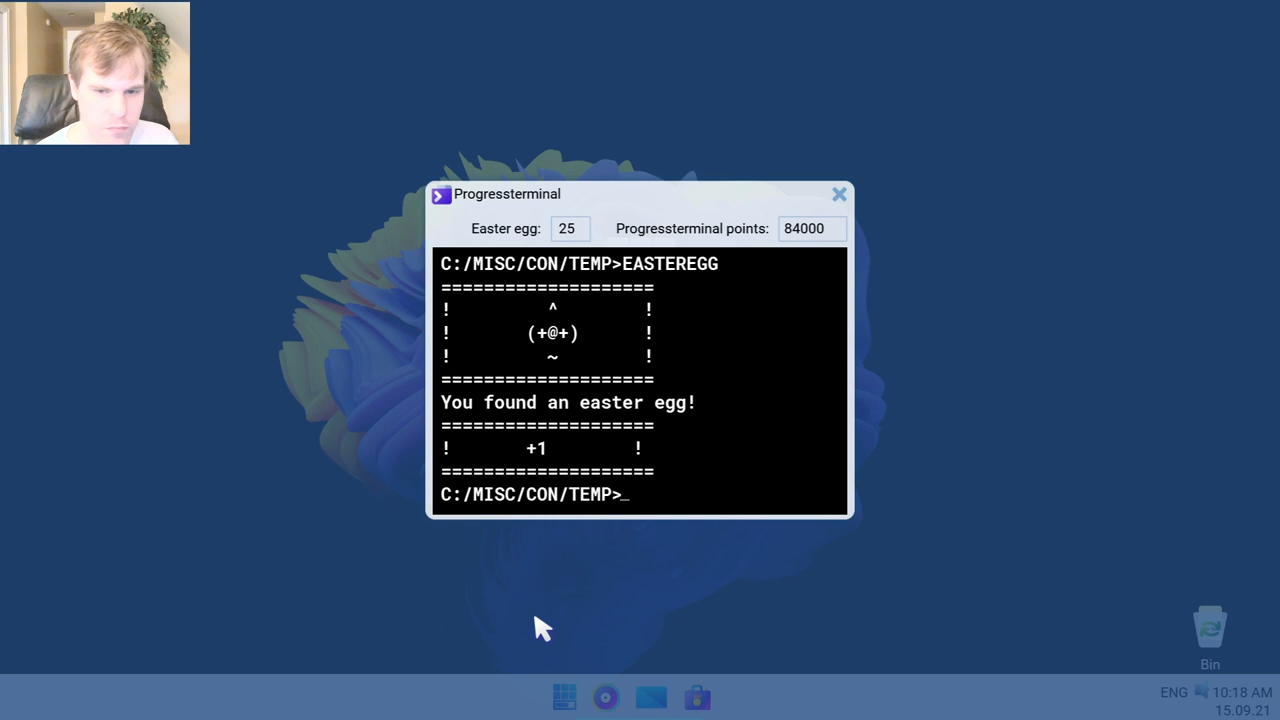 Progressterminal
Easter egg: 25 Progressterminal points: 84000
C:/MISC/CON/TEMP>EASTEREGG
====================
! ^ !
! (+@+) !
! ~ !
====================
You found an easter egg!
====================
! +1 !
====================
C:/MISC/CON/TEMP>_
Bin
ENG 10:18 AM
15.09.21